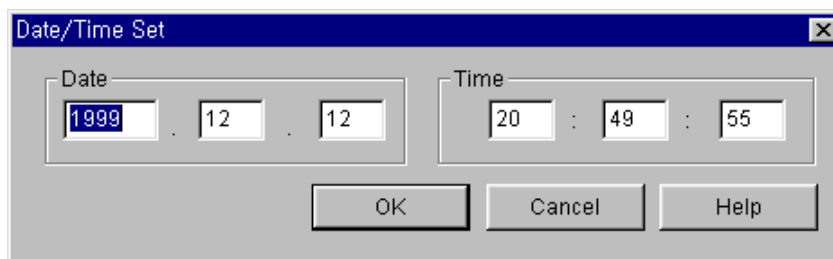 Date/Time Set
Date
Time
1999 . 12 . 12
20 : 49 : 55
OK
Cancel
Help